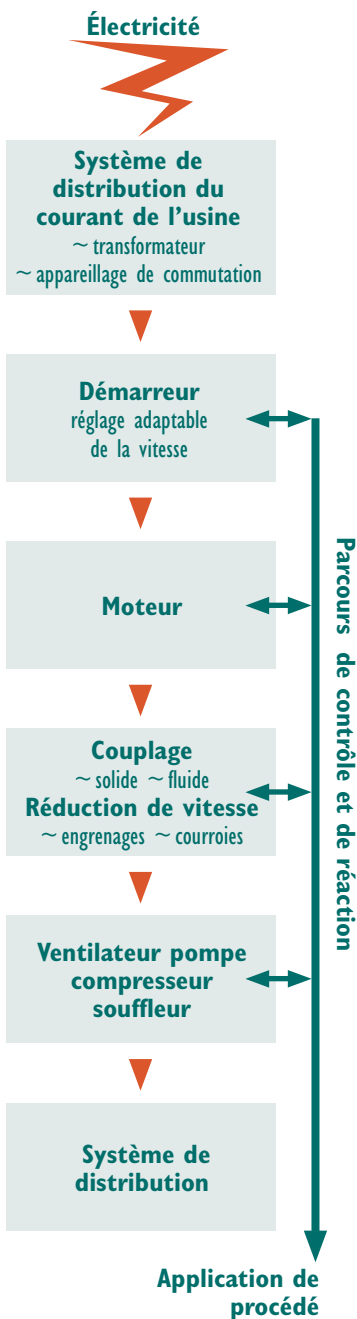 Électricité
Système de
distribution du
courant de l’usine
~ transformateur
~ appareillage de commutation
Démarreur
réglage adaptable
de la vitesse
Moteur
Couplage
~ solide ~ fluide
Réduction de vitesse
~ engrenages ~ courroies
Ventilateur pompe
compresseur
souffleur
Système de
distribution
Parcours de contrôle et de réaction
Application de
procédé